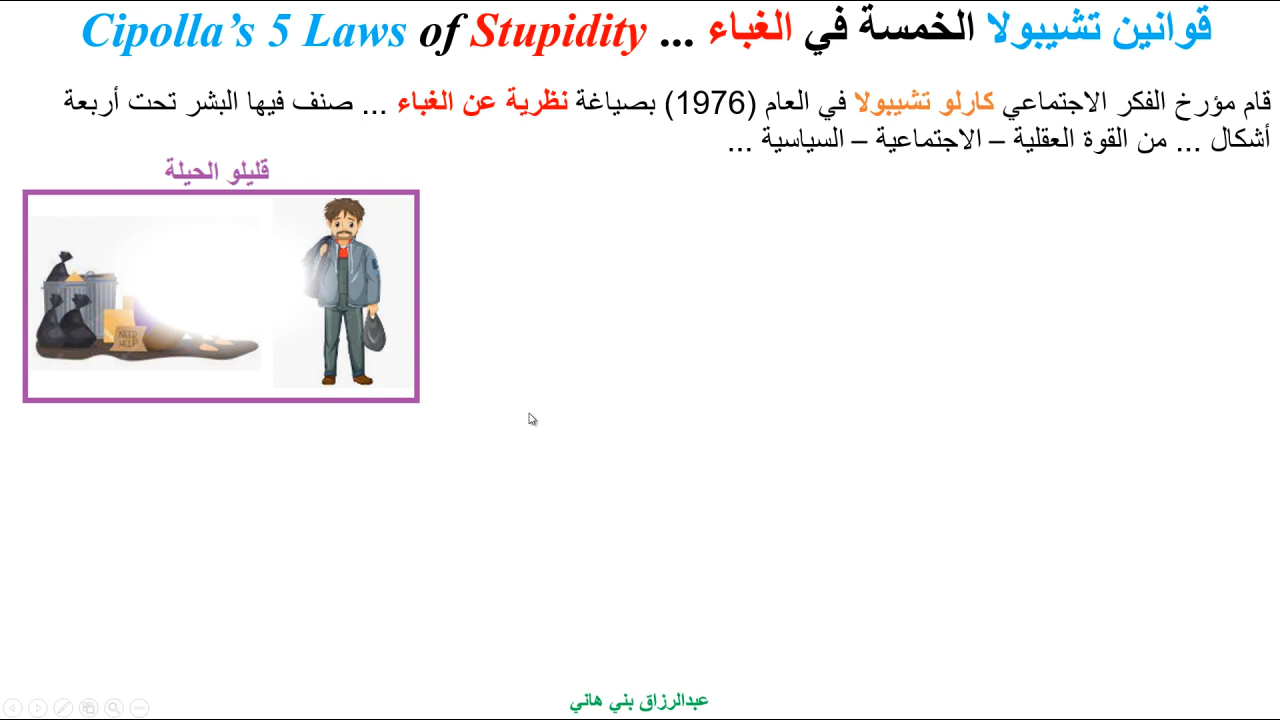 قوانين تشيبولا الخمسة في الغباء ... Cipolla's 5 Laws of Stupidity
قام مؤرخ الفكر الاجتماعي كارلو تشيبولا في العام (1976) بصياغة نظرية عن الغباء ... صنف فيها البشر تحت أربعة
أشكال ... من القوة العقلية – الاجتماعية – السياسية ...
قليلو الحيلة
NEED
HELP
عبدالرزاق بني هاني